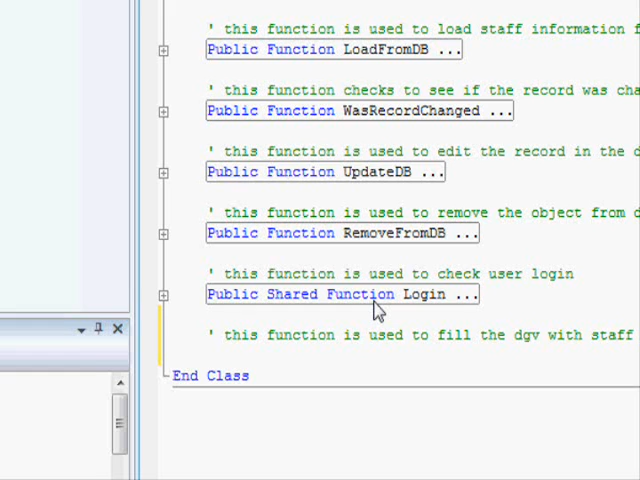 ' this function is used to load staff information
Public Function LoadFromDB ...
' this function checks to see if the record was
Public Function WasRecordChanged ...
' this function is used to edit the record in the
Public Function UpdateDB ...
' this function is used to remove the object from
Public Function RemoveFromDB ...
' this function is used to check user login
Public Shared Function Login ...
' this function is used to fill the dgv with staff
End Class